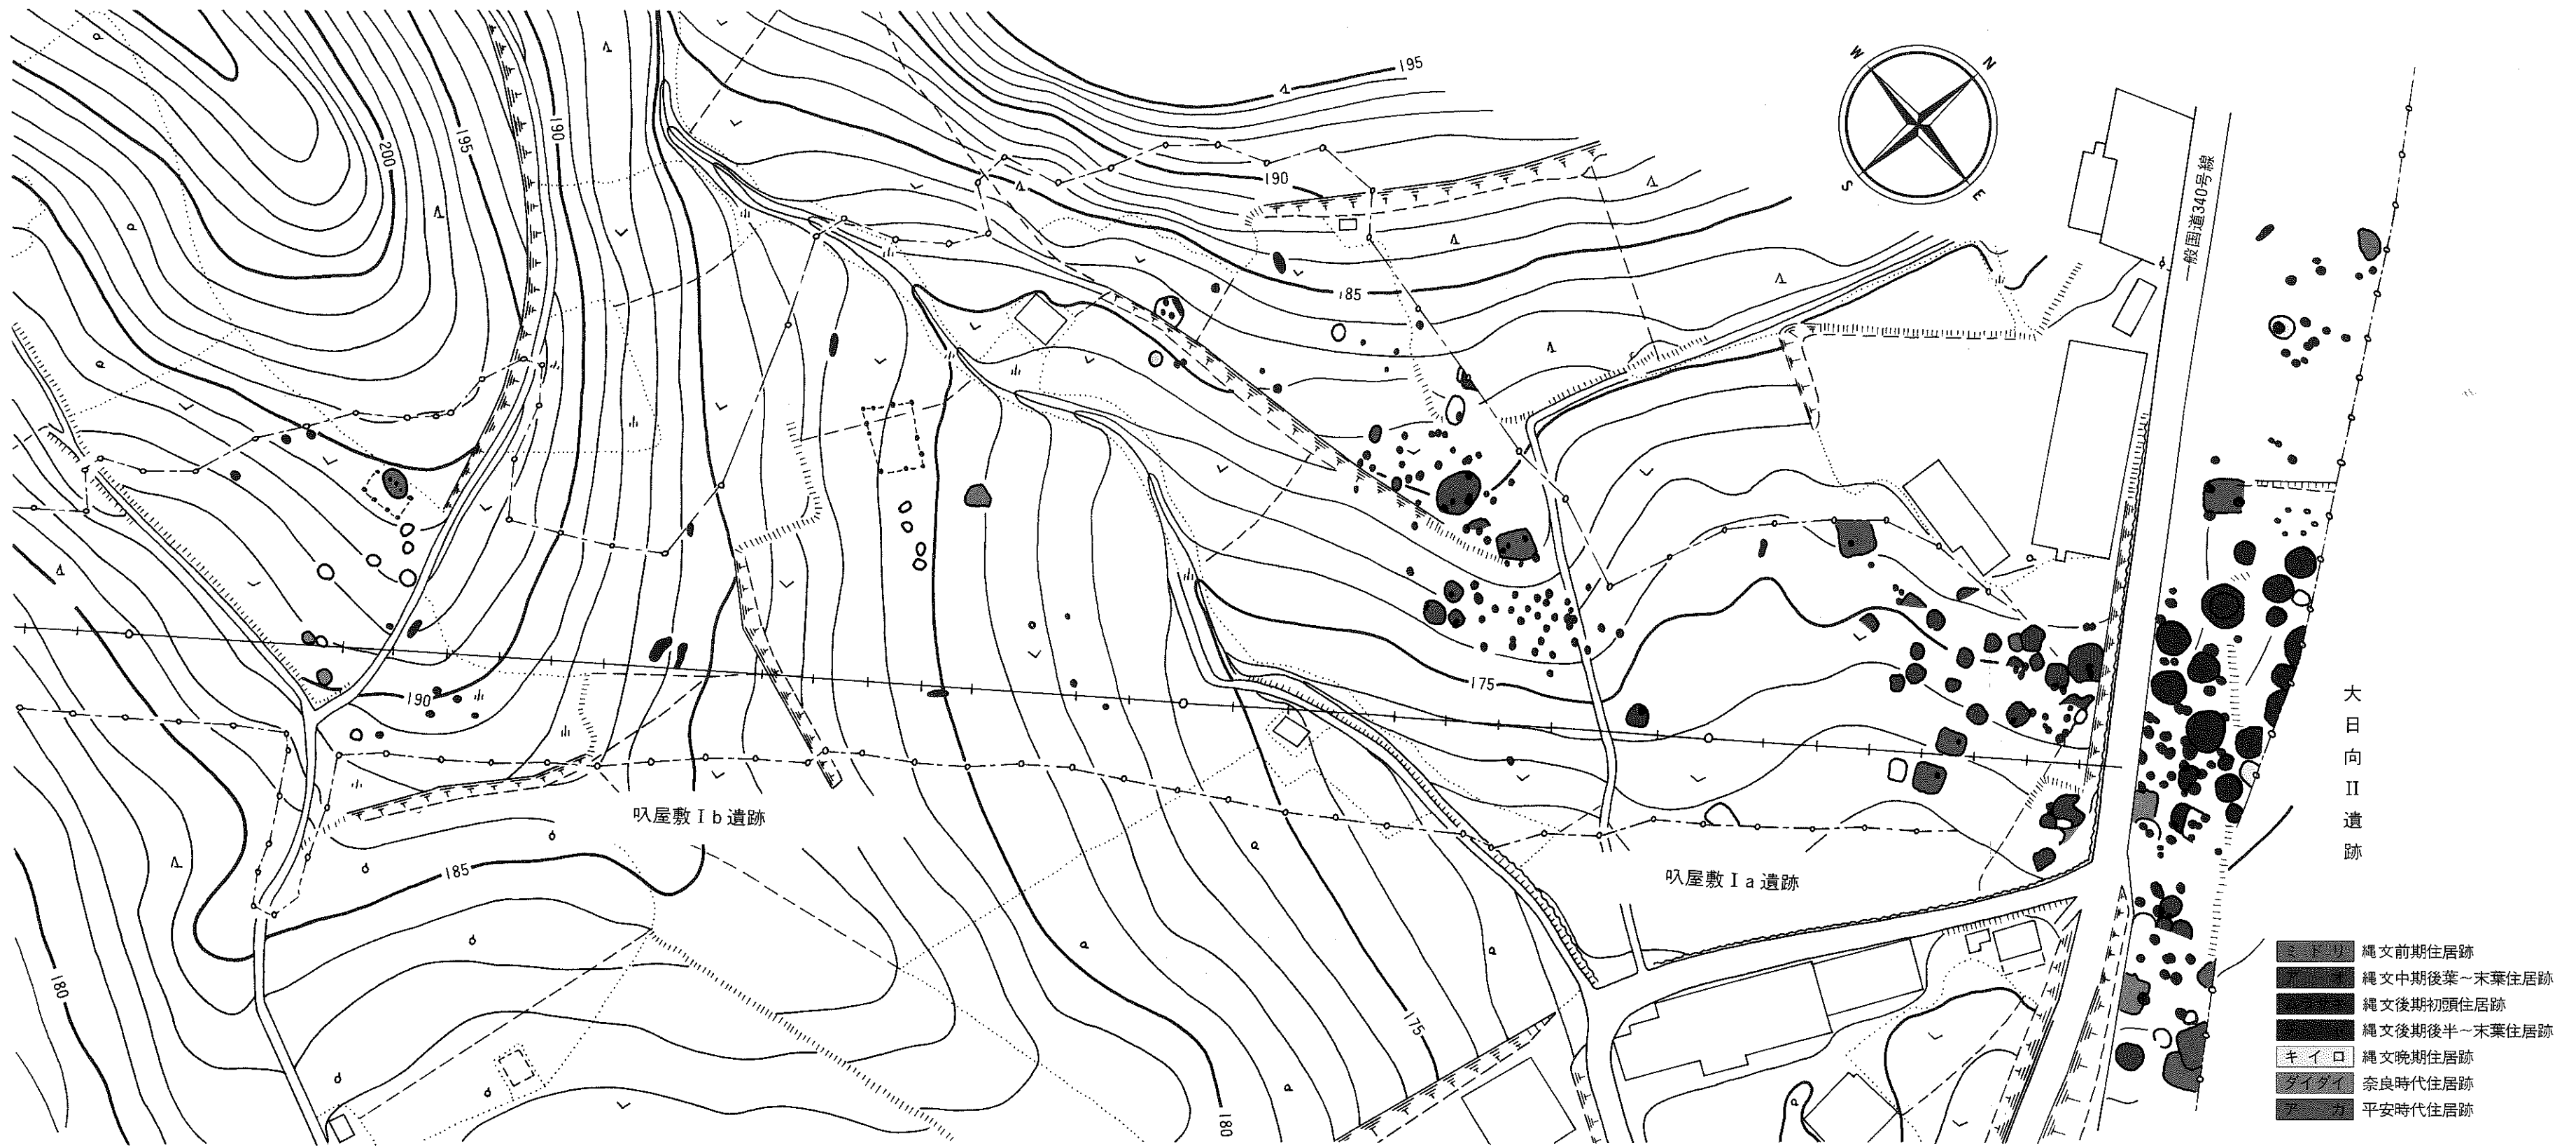 195
200
195
190
190
185
W
N
S
E
一般国道340号線
175
190
大日向II遺跡
叺屋敷Ib遺跡
185
叺屋敷Ia遺跡
180
175
180
ミドリ 縄文前期住居跡
アオ 縄文中期後葉~末葉住居跡
縄文後期初頭住居跡
縄文後期後半~末葉住居跡
キイロ 縄文晩期住居跡
ダイダイ 奈良時代住居跡
アカ 平安時代住居跡